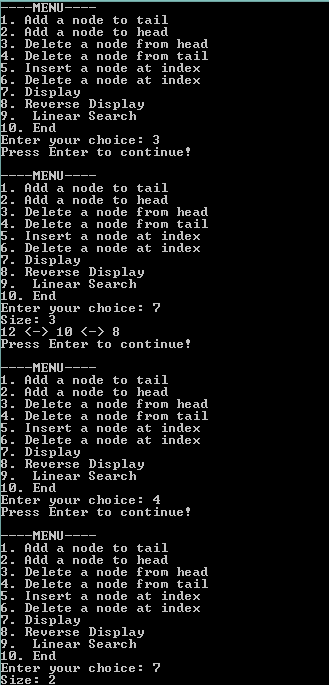 ----MENU----
1. Add a node to tail
2. Add a node to head
3. Delete a node from head
4. Delete a node from tail
5. Insert a node at index
6. Delete a node at index
7. Display
8. Reverse Display
9.  Linear Search
10. End
Enter your choice: 3
Press Enter to continue!
----MENU----
1. Add a node to tail
2. Add a node to head
3. Delete a node from head
4. Delete a node from tail
5. Insert a node at index
6. Delete a node at index
7. Display
8. Reverse Display
9.  Linear Search
10. End
Enter your choice: 7
Size: 3
12 <-> 10 <-> 8
Press Enter to continue!
----MENU----
1. Add a node to tail
2. Add a node to head
3. Delete a node from head
4. Delete a node from tail
5. Insert a node at index
6. Delete a node at index
7. Display
8. Reverse Display
9.  Linear Search
10. End
Enter your choice: 4
Press Enter to continue!
----MENU----
1. Add a node to tail
2. Add a node to head
3. Delete a node from head
4. Delete a node from tail
5. Insert a node at index
6. Delete a node at index
7. Display
8. Reverse Display
9.  Linear Search
10. End
Enter your choice: 7
Size: 2